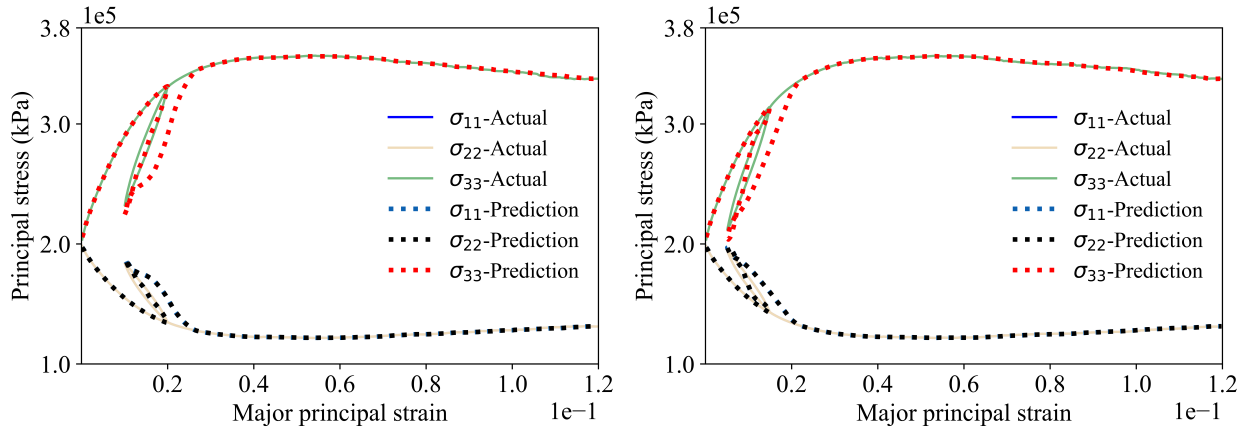 1e5
3.8
3.0
2.0
1.0
Principal stress (kPa)
σ11-Actual
σ22-Actual
σ33-Actual
σ11-Prediction
σ22-Prediction
σ33-Prediction
0.2 0.4 0.6 0.8 1.0 1.2
Major principal strain
1e−1
1e5
3.8
3.0
2.0
1.0
Principal stress (kPa)
σ11-Actual
σ22-Actual
σ33-Actual
σ11-Prediction
σ22-Prediction
σ33-Prediction
0.2 0.4 0.6 0.8 1.0 1.2
Major principal strain
1e−1